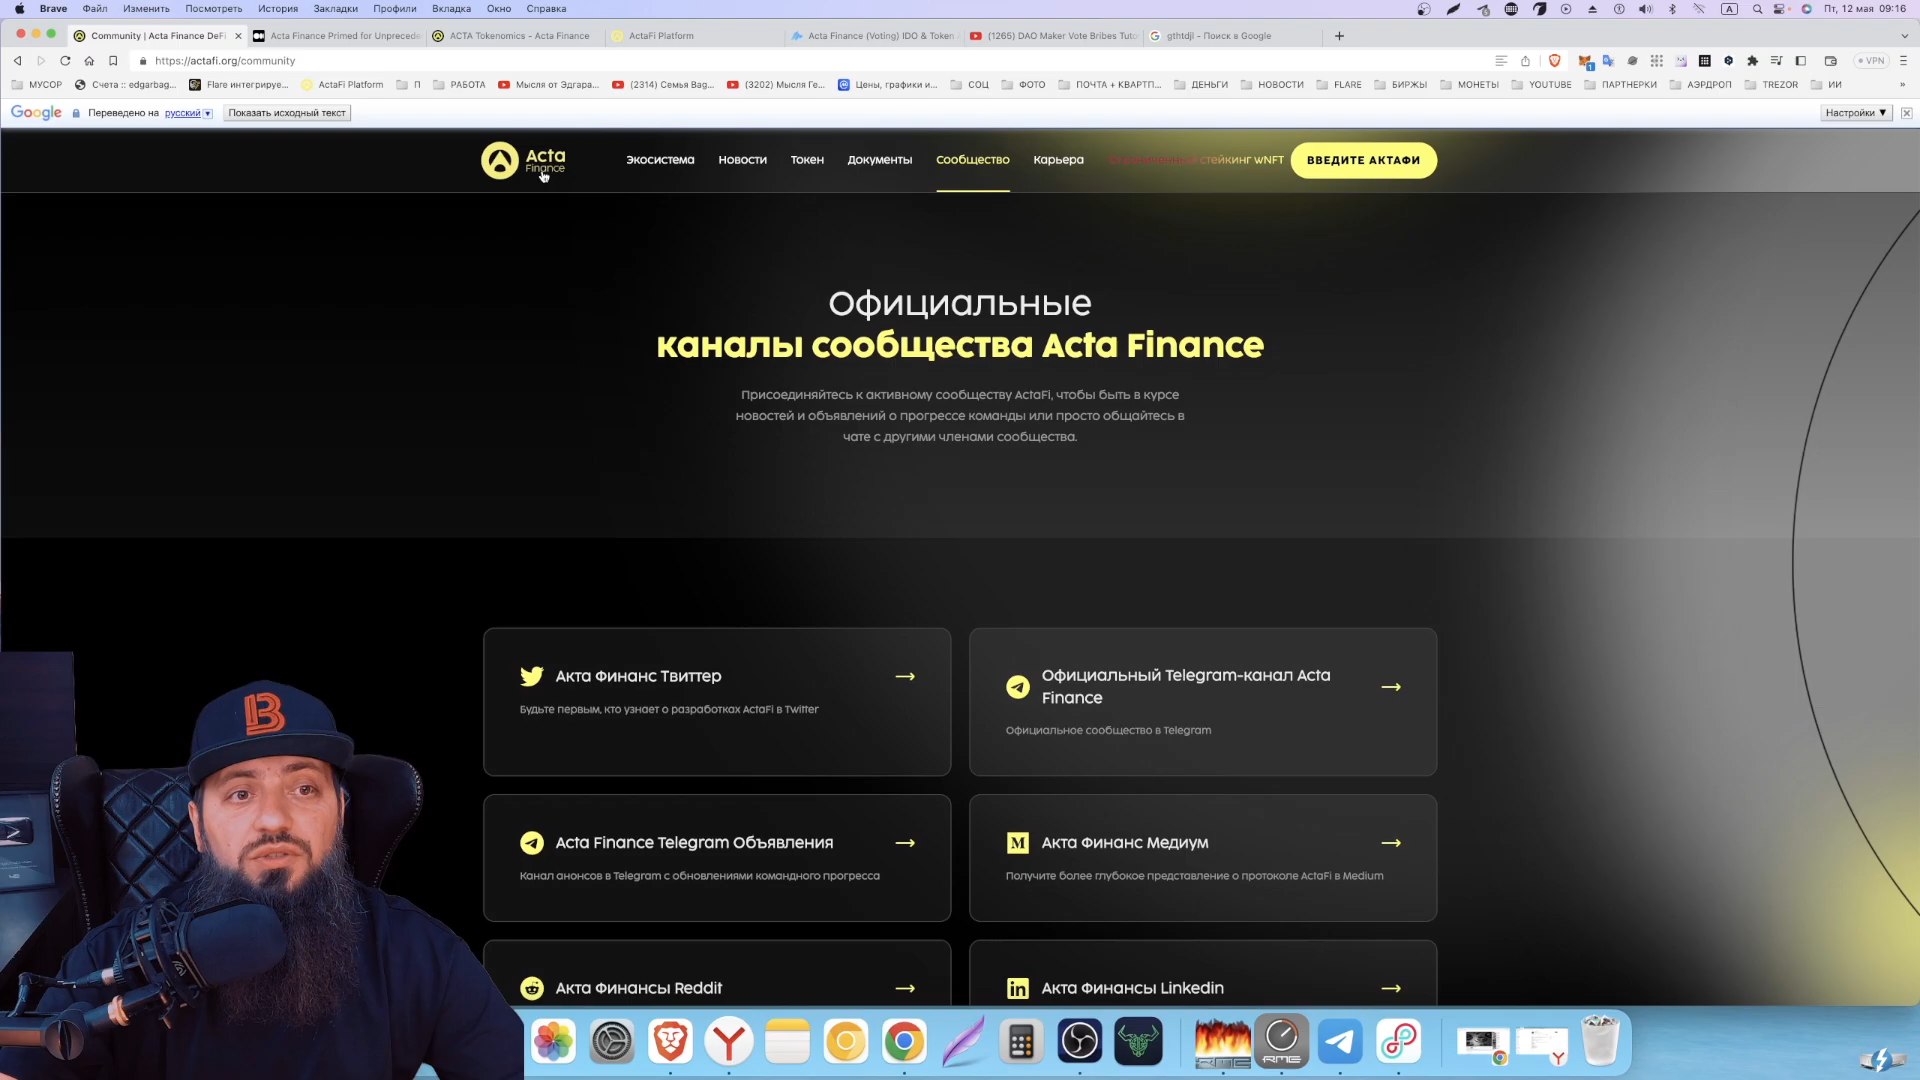 Brave Файл Изменить Посмотреть История Закладки Профили Вкладка Окно Справка
A Пт, 12 мая 09:16
Community | Acta Finance DeFi
Acta Finance Primed for Unpreced
ACTA Tokenomics - Acta Finance
ActaFi Platform
Acta Finance (Voting) IDO & Token
(1265) DAO Maker Vote Bribes Tuto
gthtdjl - Поиск в Google
https://actafi.org/community
VPN
МУСОР
Счета :: edgarbag...
Flare интегрируе...
ActaFi Platform
П
РАБОТА
Мысля от Эдгара...
(2314) Семья Bag...
(3202) Мысля Ге...
Цены, графики и...
СОЦ
ФОТО
ПОЧТА + КВАРТП...
ДЕНЬГИ
НОВОСТИ
FLARE
БИРЖЫ
МОНЕТЫ
YOUTUBE
ПАРТНЕРКИ
АЭРДРОП
TREZOR
ИИ
Google Переведено на русский Показать исходный текст Настройки
Acta
Finance
Экосистема Новости Токен Документы Сообщество Карьера стейкинг wNFT ВВЕДИТЕ АКТАФИ
Официальные
каналы сообщества Acta Finance
Присоединяйтесь к активному сообществу ActaFi, чтобы быть в курсе
новостей и объявлений о прогрессе команды или просто общайтесь в
чате с другими членами сообщества.
Акта Финанс Твиттер
Будьте первым, кто узнает о разработках ActaFi в Twitter
Официальный Telegram-канал Acta
Finance
Официальное сообщество в Telegram
Acta Finance Telegram Объявления
Канал анонсов в Telegram с обновлениями командного прогресса
Акта Финанс Медиум
Получите более глубокое представление о протоколе ActaFi в Medium
Акта Финансы Reddit
Акта Финансы Linkedin
B
RME
RME